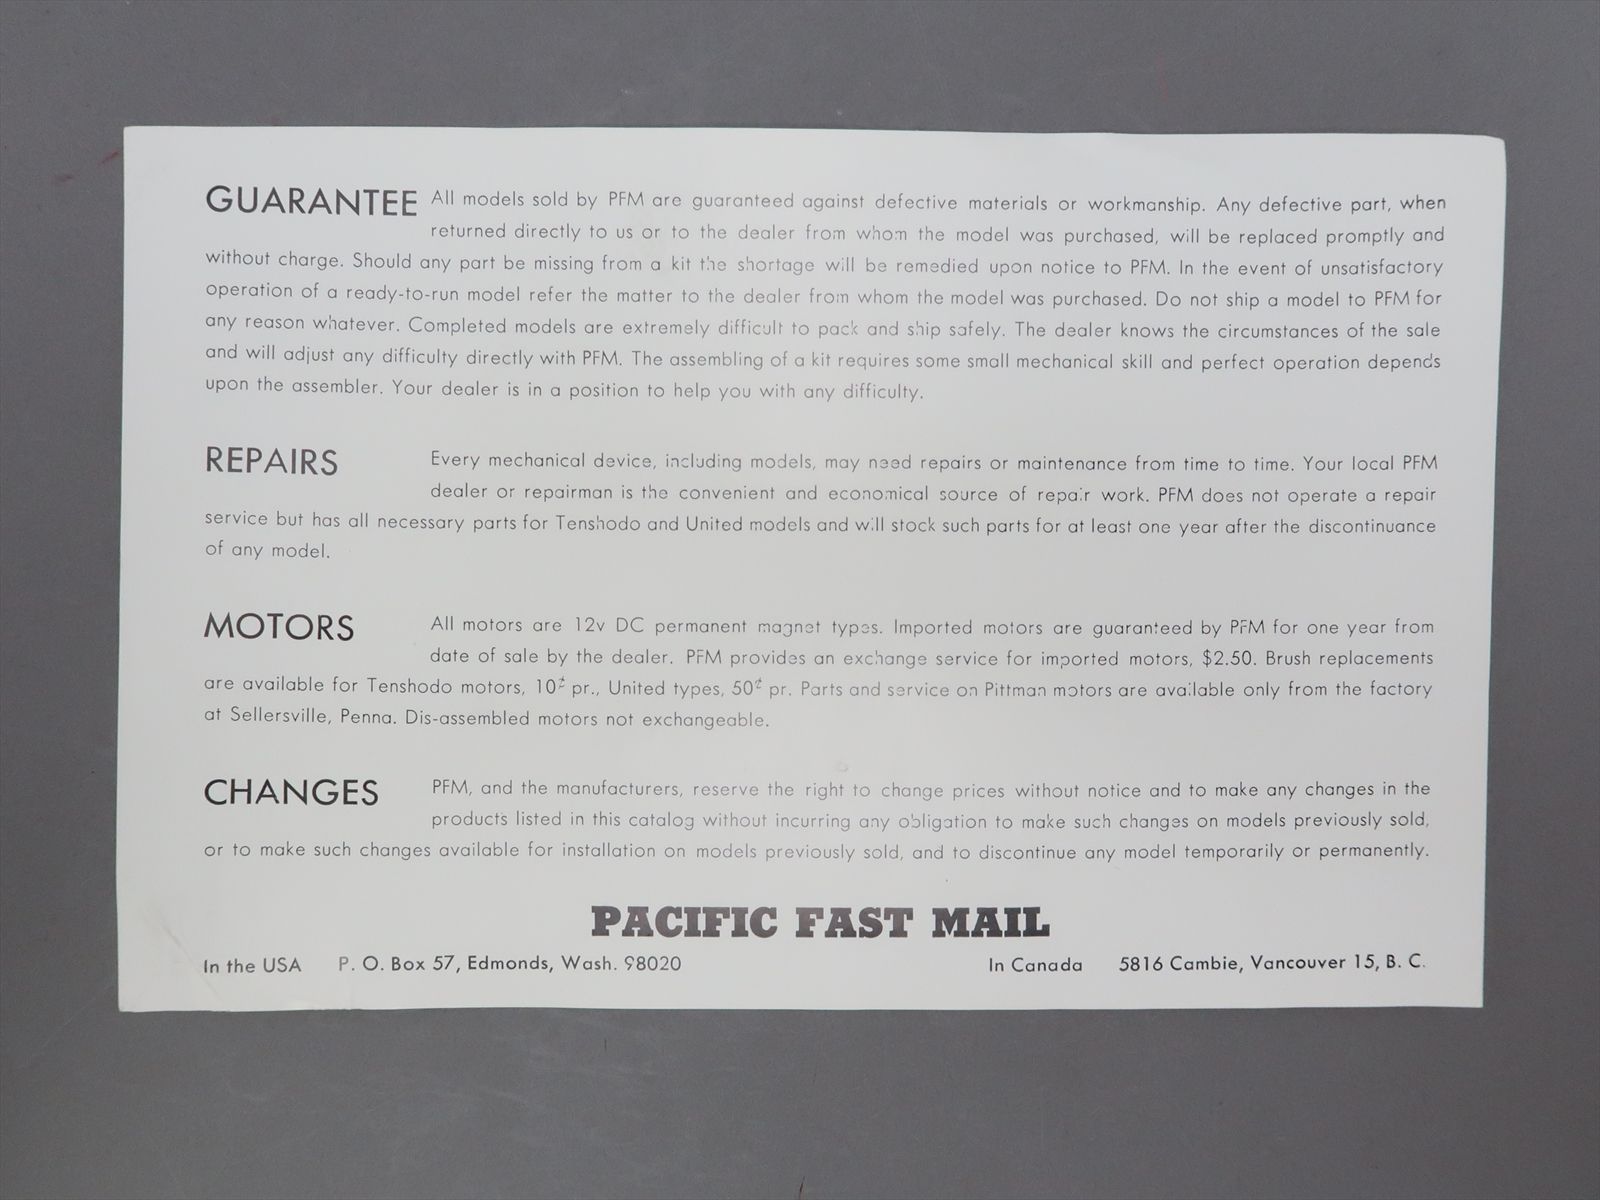 GUARANTEE All models sold by PFM are guaranteed against defective materials or workmanship. Any defective part, when
returned directly to us or to the dealer from whom the model was purchased, will be replaced promptly and
without charge. Should any part be missing from a kit the shortage will be remedied upon notice to PFM. In the event of unsatisfactory
operation of a ready-to-run model refer the matter to the dealer from whom the model was purchased. Do not ship a model to PFM for
any reason whatever. Completed models are extremely difficult to pack and ship safely. The dealer knows the circumstances of the sale
and will adjust any difficulty directly with PFM. The assembling of a kit requires some small mechanical skill and perfect operation depends
upon the assembler. Your dealer is in a position to help you with any difficulty.
REPAIRS Every mechanical device, including models, may need repairs or maintenance from time to time. Your local PFM
dealer or repairman is the convenient and economical source of repair work. PFM does not operate a repair
service but has all necessary parts for Tenshodo and United models and will stock such parts for at least one year after the discontinuance
of any model.
MOTORS All motors are 12v DC permanent magnet types. Imported motors are guaranteed by PFM for one year from
date of sale by the dealer. PFM provides an exchange service for imported motors, $2.50. Brush replacements
are available for Tenshodo motors, 10¢ pr., United types, 50¢ pr. Parts and service on Pittman motors are available only from the factory
at Sellersville, Penna. Dis-assembled motors not exchangeable.
CHANGES PFM, and the manufacturers, reserve the right to change prices without notice and to make any changes in the
products listed in this catalog without incurring any obligation to make such changes on models previously sold,
or to make such changes available for installation on models previously sold, and to discontinue any model temporarily or permanently.
PACIFIC FAST MAIL
In the USA P. O. Box 57, Edmonds, Wash. 98020 In Canada 5816 Cambie, Vancouver 15, B. C.